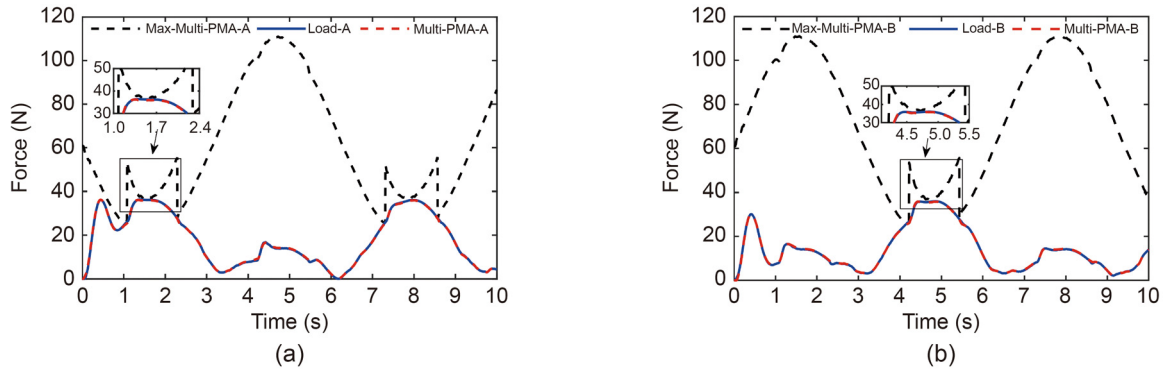 120
100
80
60
40
20
0
Force (N)
Max-Multi-PMA-A Load-A Multi-PMA-A
50
40
30
1.0 1.7 2.4
0 1 2 3 4 5 6 7 8 9 10
Time (s)
(a)
120
100
80
60
40
20
0
Force (N)
Max-Multi-PMA-B Load-B Multi-PMA-B
50
40
30
4.5 5.0 5.5
0 1 2 3 4 5 6 7 8 9 10
Time (s)
(b)